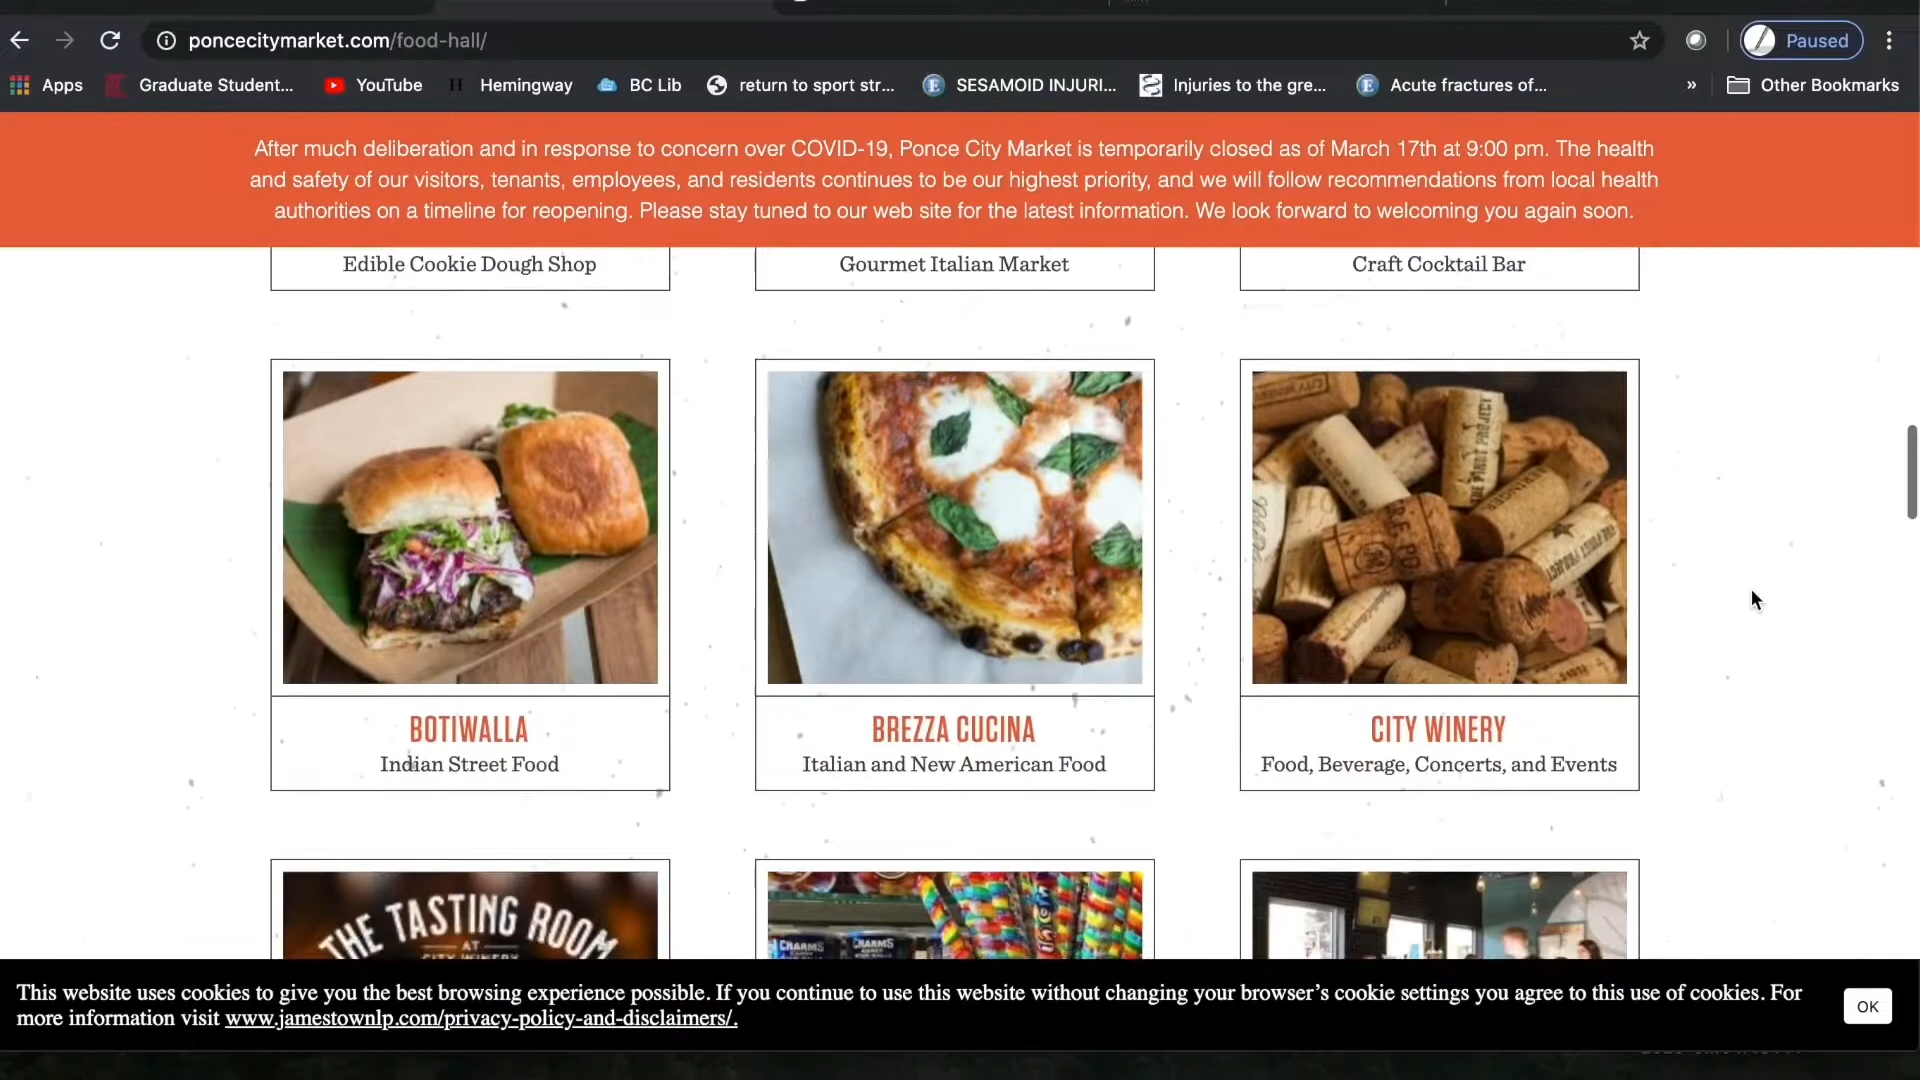 poncecitymarket.com/food-hall/
Paused
Apps
Graduate Student...
YouTube
H
Hemingway
BC Lib
return to sport str...
E
SESAMOID INJURI...
Injuries to the gre...
E
Acute fractures of...
»
Other Bookmarks
After much deliberation and in response to concern over COVID-19, Ponce City Market is temporarily closed as of March 17th at 9:00 pm. The health
and safety of our visitors, tenants, employees, and residents continues to be our highest priority, and we will follow recommendations from local health
authorities on a timeline for reopening. Please stay tuned to our web site for the latest information. We look forward to welcoming you again soon.
Edible Cookie Dough Shop
Gourmet Italian Market
Craft Cocktail Bar
BOTIWALLA
Indian Street Food
BREZZA CUCINA
Italian and New American Food
CITY WINERY
Food, Beverage, Concerts, and Events
THE TASTING ROOM
AT
CITY WINERY
CHARMS
CHARMS
This website uses cookies to give you the best browsing experience possible. If you continue to use this website without changing your browser's cookie settings you agree to this use of cookies. For
more information visit www.jamestownlp.com/privacy-policy-and-disclaimers/.
OK